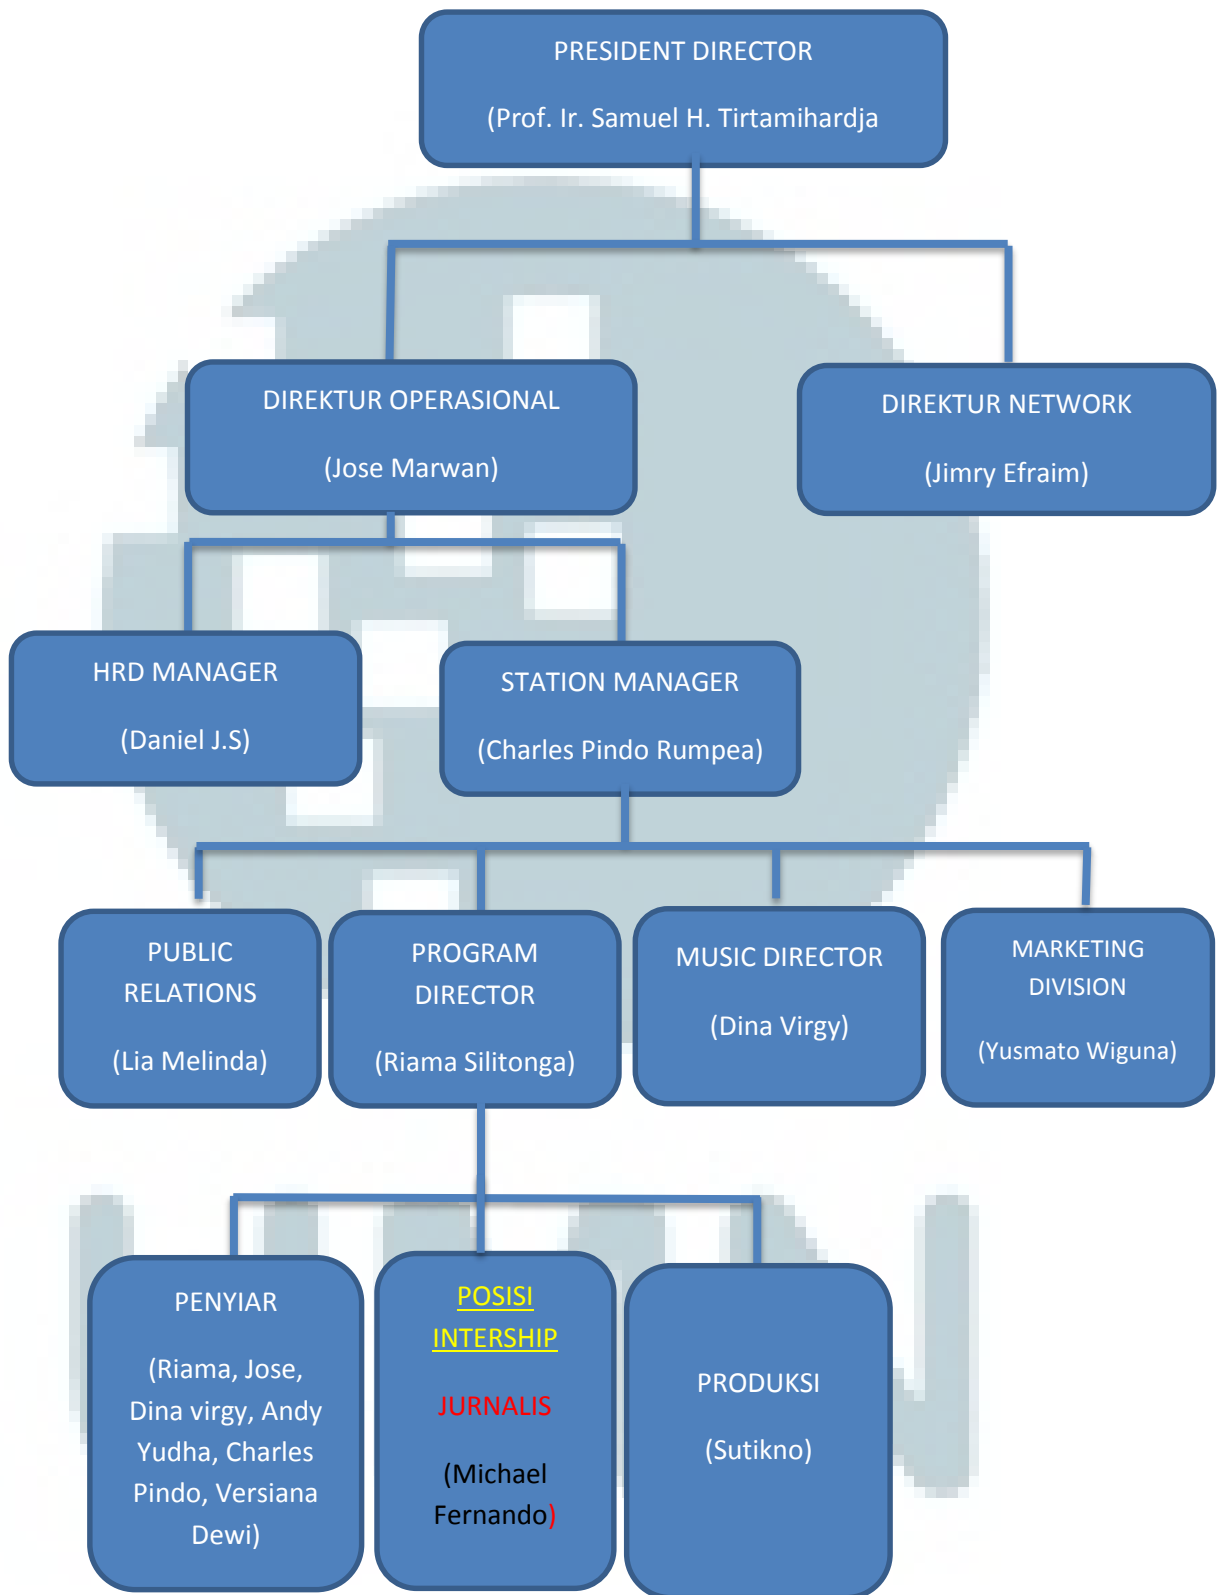 PRESIDENT DIRECTOR
(Prof. Ir. Samuel H. Tirtamihardja
DIREKTUR OPERASIONAL
(Jose Marwan)
DIREKTUR NETWORK
(Jimry Efraim)
HRD MANAGER
(Daniel J.S)
STATION MANAGER
(Charles Pindo Rumpea)
PUBLIC
RELATIONS
(Lia Melinda)
PROGRAM
DIRECTOR
(Riama Silitonga)
MUSIC DIRECTOR
(Dina Virgy)
MARKETING
DIVISION
(Yusmato Wiguna)
PENYIAR
(Riama, Jose,
Dina virgy, Andy
Yudha, Charles
Pindo, Versiana
Dewi)
POSISI
INTERSHIP
JURNALIS
(Michael
Fernando)
PRODUKSI
(Sutikno)